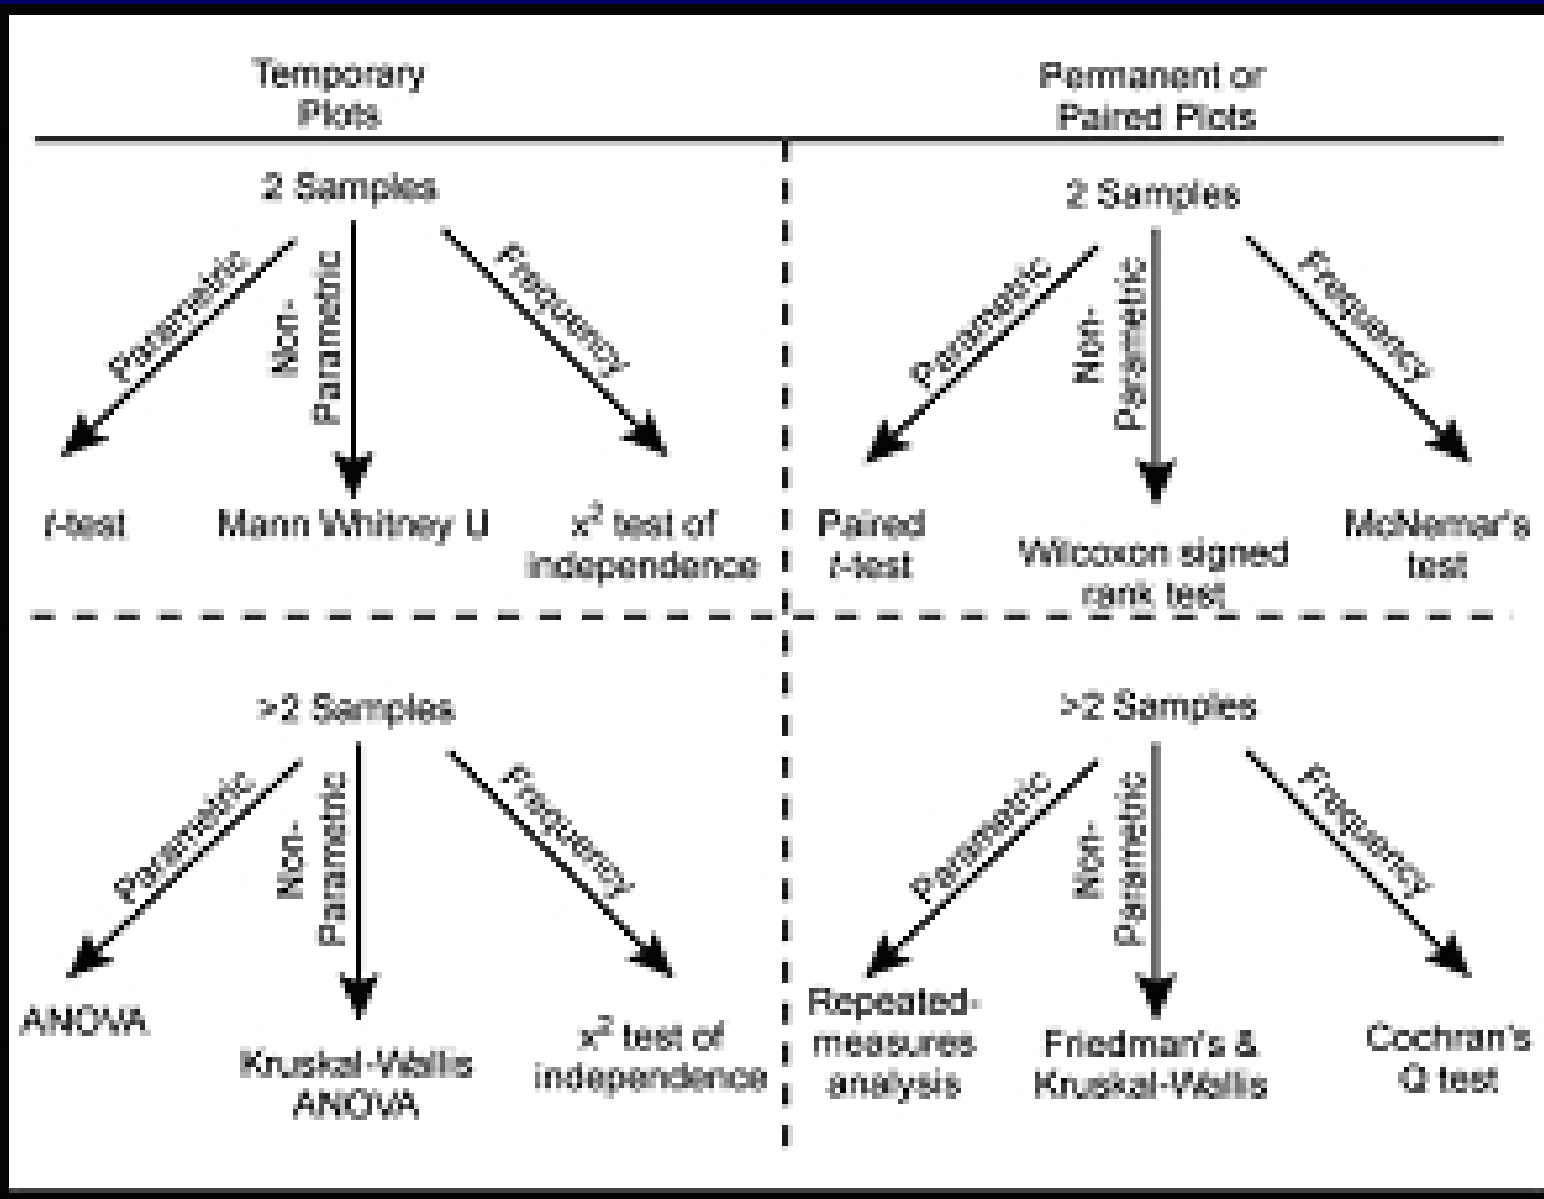 Temporary
Plots
Permanent or
Paired Plots
2 Samples
Parametric
Non-
Parametric
Frequency
t-test
Mann Whitney U
x² test of
independence
2 Samples
Parametric
Non-
Parametric
Frequency
Paired
t-test
Wilcoxon signed
rank test
McNemar's
test
>2 Samples
Parametric
Non-
Parametric
Frequency
ANOVA
Kruskal-Wallis
ANOVA
x² test of
independence
>2 Samples
Parametric
Non-
Parametric
Frequency
Repeated-
measures
analysis
Friedman's &
Kruskal-Wallis
Cochran's
Q test